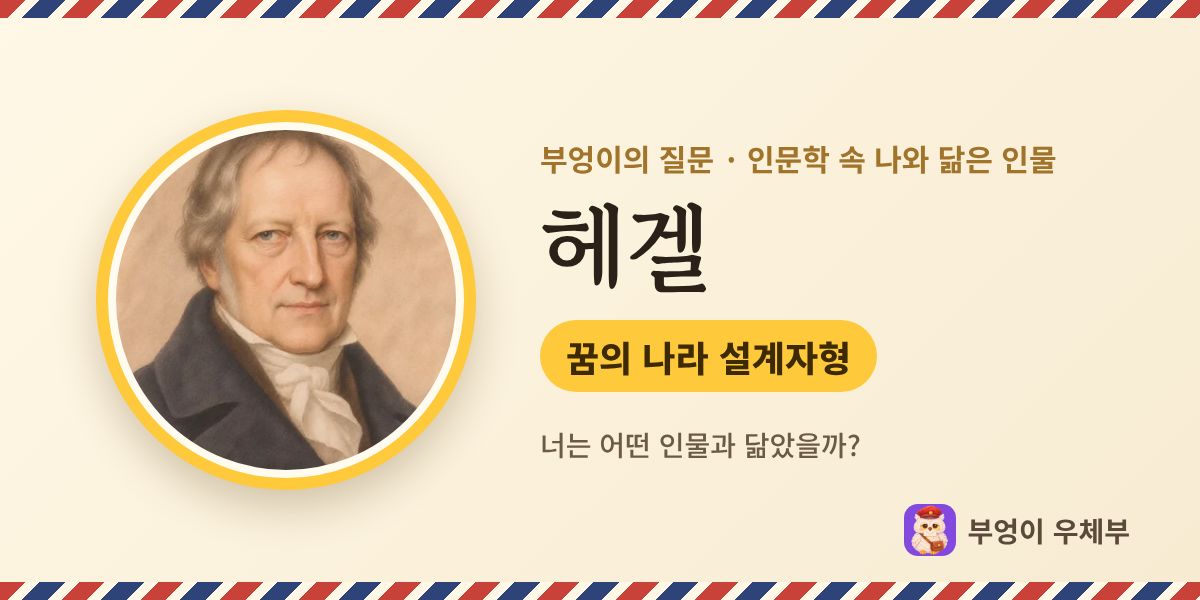 부엉이의 질문 · 인문학 속 나와 닮은 인물
헤겔
꿈의 나라 설계자형
너는 어떤 인물과 닮았을까?
부엉이 우체부